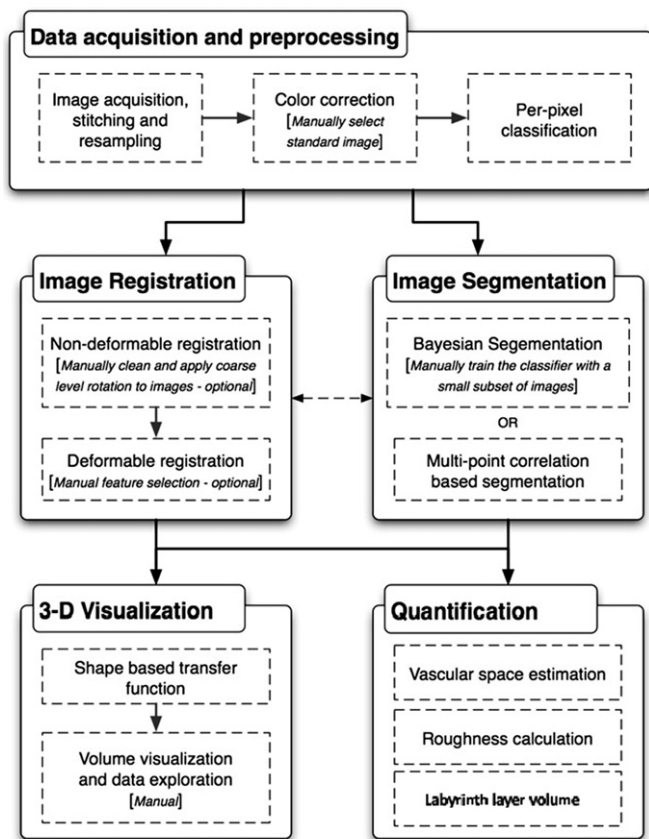 Data acquisition and preprocessing
Image acquisition,
stitching and
resampling
Color correction
[Manually select
standard image]
Per-pixel
classification
Image Registration
Non-deformable registration
[Manually clean and apply coarse
level rotation to images - optional]
Deformable registration
[Manual feature selection - optional]
Image Segmentation
Bayesian Segementation
[Manually train the classifier with a
small subset of images]
OR
Multi-point correlation
based segmentation
3-D Visualization
Shape based transfer
function
Volume visualization
and data exploration
[Manual]
Quantification
Vascular space estimation
Roughness calculation
Labyrinth layer volume